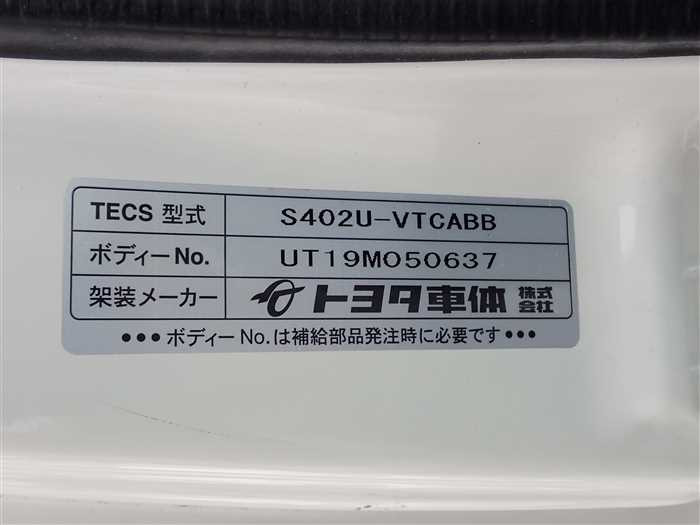 TECS 型式 S402U-VTCABB
ボディーNo. UT19M050637
架装メーカー トヨタ車体 株式会社
•••ボディーNo.は補給部品発注時に必要です•••